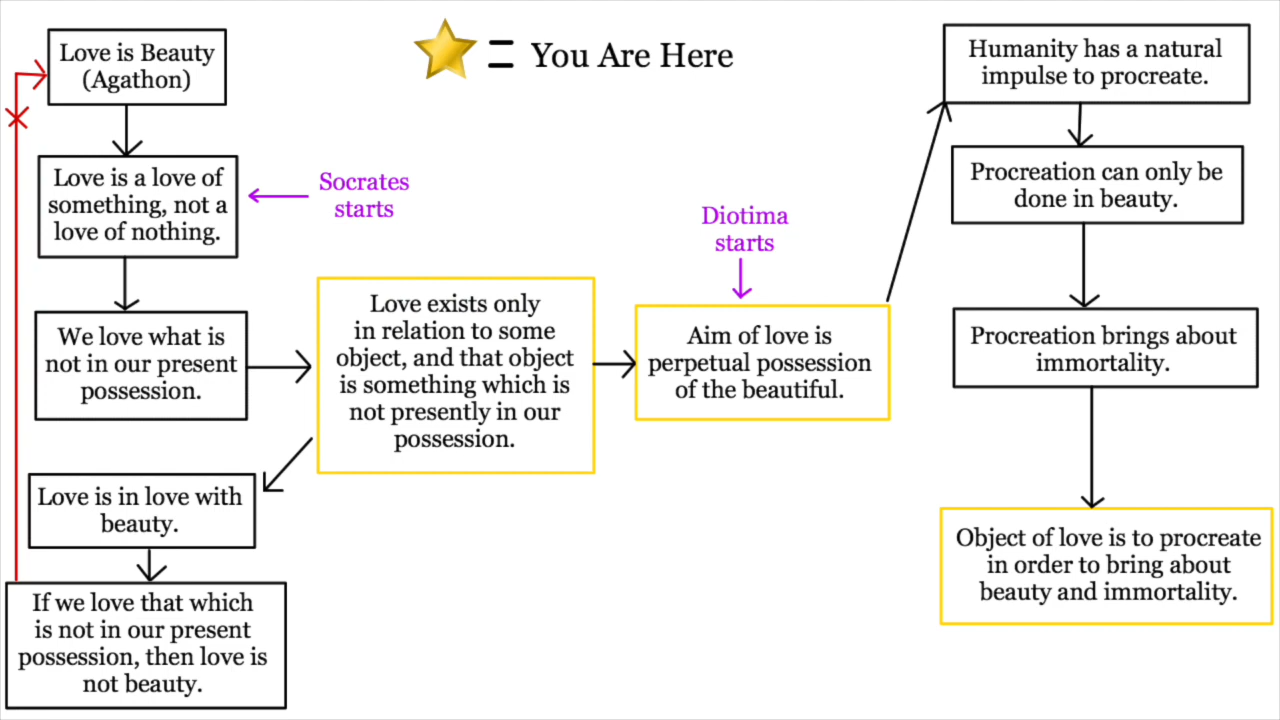 Love is Beauty
(Agathon)
= You Are Here
Love is a love of
something, not a
love of nothing.
Socrates
starts
We love what is
not in our present
possession.
Love exists only
in relation to some
object, and that object
is something which is
not presently in our
possession.
Love is in love with
beauty.
If we love that which
is not in our present
possession, then love is
not beauty.
Diotima
starts
Aim of love is
perpetual possession
of the beautiful.
Humanity has a natural
impulse to procreate.
Procreation can only be
done in beauty.
Procreation brings about
immortality.
Object of love is to procreate
in order to bring about
beauty and immortality.